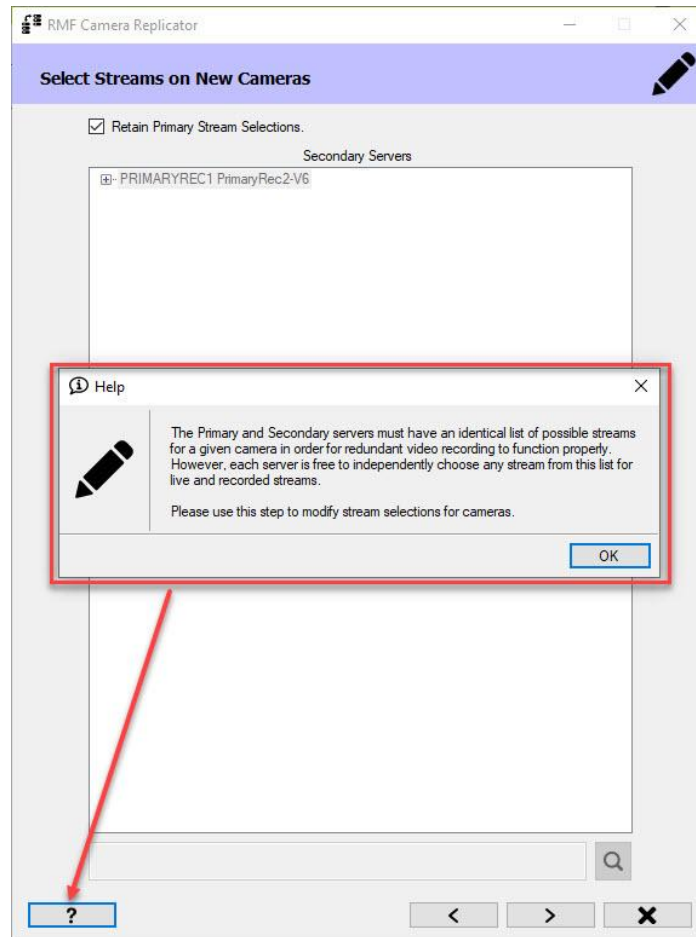 RMF Camera Replicator
Select Streams on New Cameras
Retain Primary Stream Selections.
Secondary Servers
PRIMARYREC1 PrimaryRec2-V6
Help
The Primary and Secondary servers must have an identical list of possible streams
for a given camera in order for redundant video recording to function properly.
However, each server is free to independently choose any stream from this list for
live and recorded streams.
Please use this step to modify stream selections for cameras.
OK
?
<
>